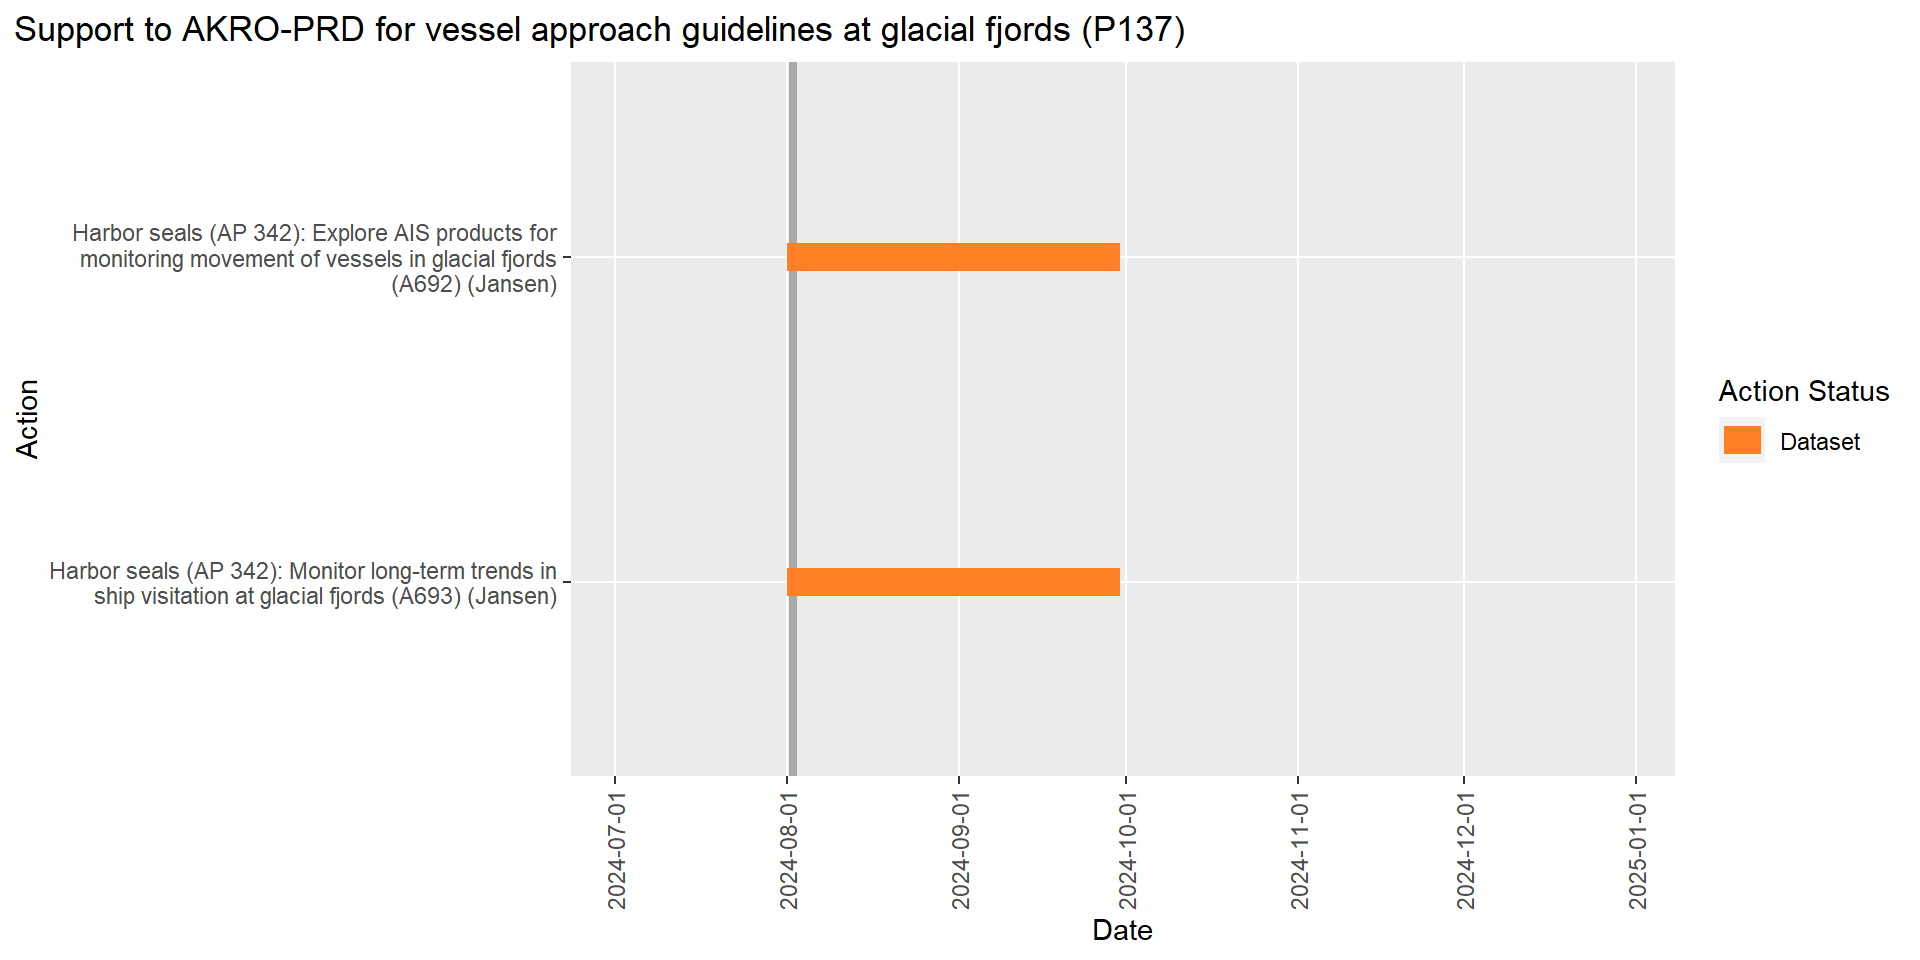 Support to AKRO-PRD for vessel approach guidelines at glacial fjords (P137)
Action
Harbor seals (AP 342): Explore AIS products for
monitoring movement of vessels in glacial fjords
(A692) (Jansen)
Harbor seals (AP 342): Monitor long-term trends in
ship visitation at glacial fjords (A693) (Jansen)
2024-07-01
2024-08-01
2024-09-01
2024-10-01
2024-11-01
2024-12-01
2025-01-01
Date
Action Status
Dataset